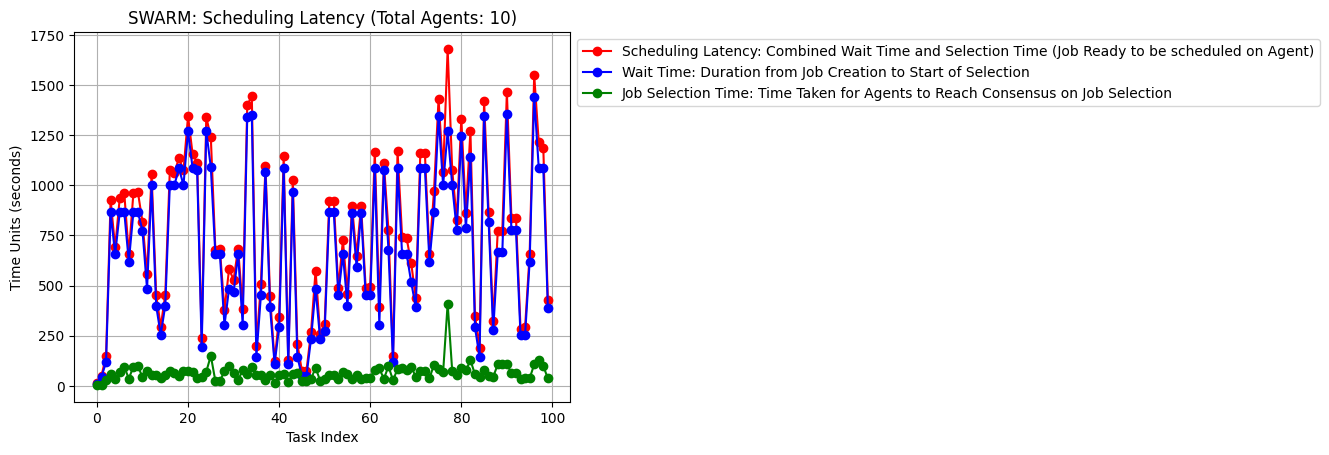 SWARM: Scheduling Latency (Total Agents: 10)
1750
1500
1250
1000
750
500
250
0
Time Units (seconds)
0 20 40 60 80 100
Task Index
Scheduling Latency: Combined Wait Time and Selection Time (Job Ready to be scheduled on Agent)
Wait Time: Duration from Job Creation to Start of Selection
Job Selection Time: Time Taken for Agents to Reach Consensus on Job Selection